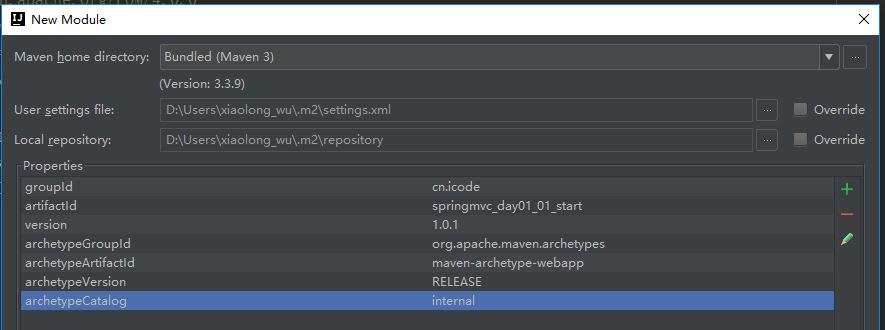 New Module
Maven home directory: Bundled (Maven 3)
(Version: 3.3.9)
User settings file: D:\Users\xiaolong_wu\.m2\settings.xml ... Override
Local repository: D:\Users\xiaolong_wu\.m2\repository ... Override
Properties
groupId cn.icode
artifactId springmvc_day01_01_start
version 1.0.1
archetypeGroupId org.apache.maven.archetypes
archetypeArtifactId maven-archetype-webapp
archetypeVersion RELEASE
archetypeCatalog internal